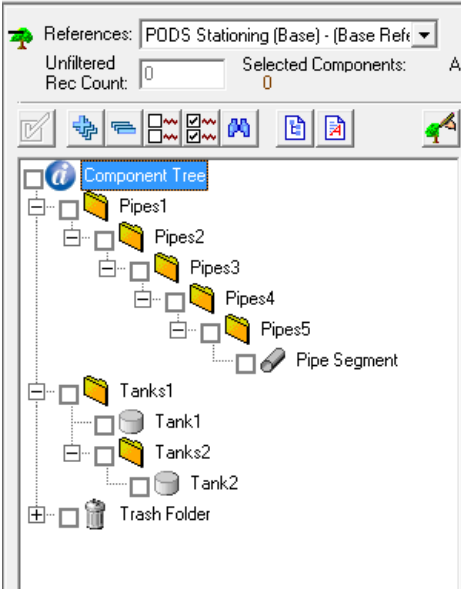 References: PODS Stationing (Base) - (Base Refe
Unfiltered Rec Count: 0 Selected Components: 0 A
Component Tree
Pipes1
Pipes2
Pipes3
Pipes4
Pipes5
Pipe Segment
Tanks1
Tank1
Tanks2
Tank2
Trash Folder